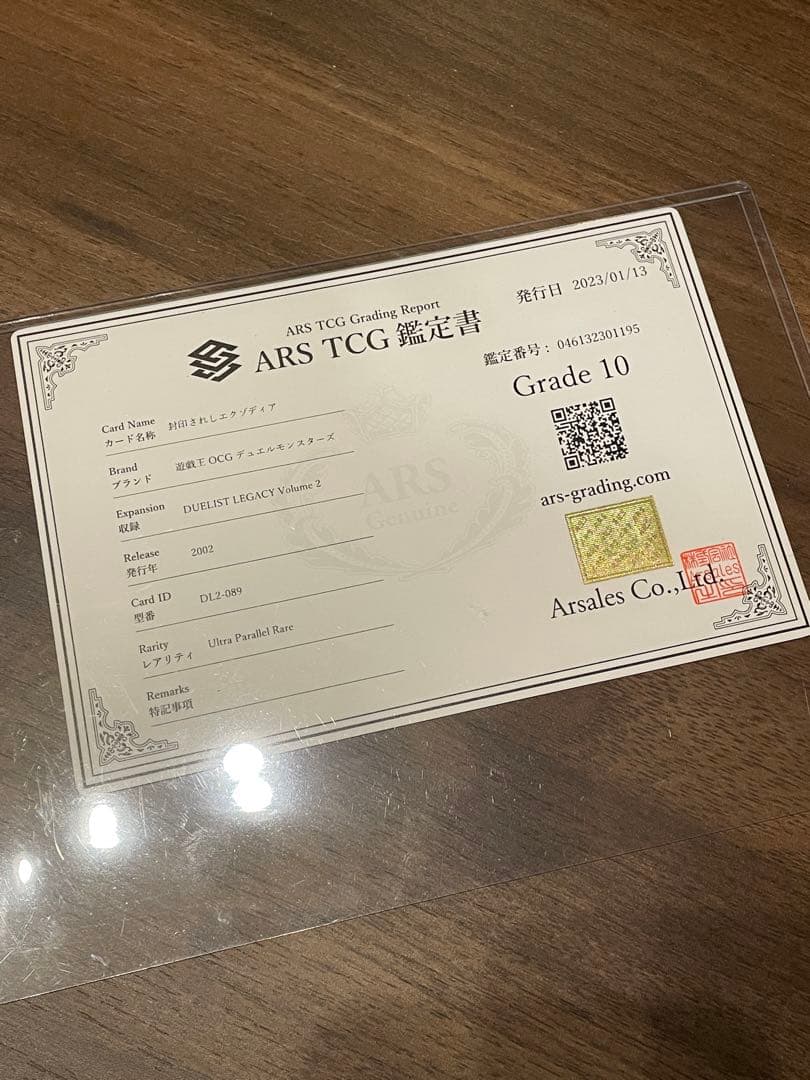 ARS TCG Grading Report
ARS TCG 鑑定書
発行日 2023/01/13
鑑定番号： 046132301195
Grade 10
Card Name
カード名称 封印されしエクゾディア
Brand
ブランド 遊戯王 OCG デュエルモンスターズ
Expansion
収録 DUELIST LEGACY Volume 2
Release
発行年 2002
Card ID
型番 DL2-089
Rarity
レアリティ Ultra Parallel Rare
Remarks
特記事項
ARS
Genuine
ars-grading.com
Arsales Co.,Ltd.